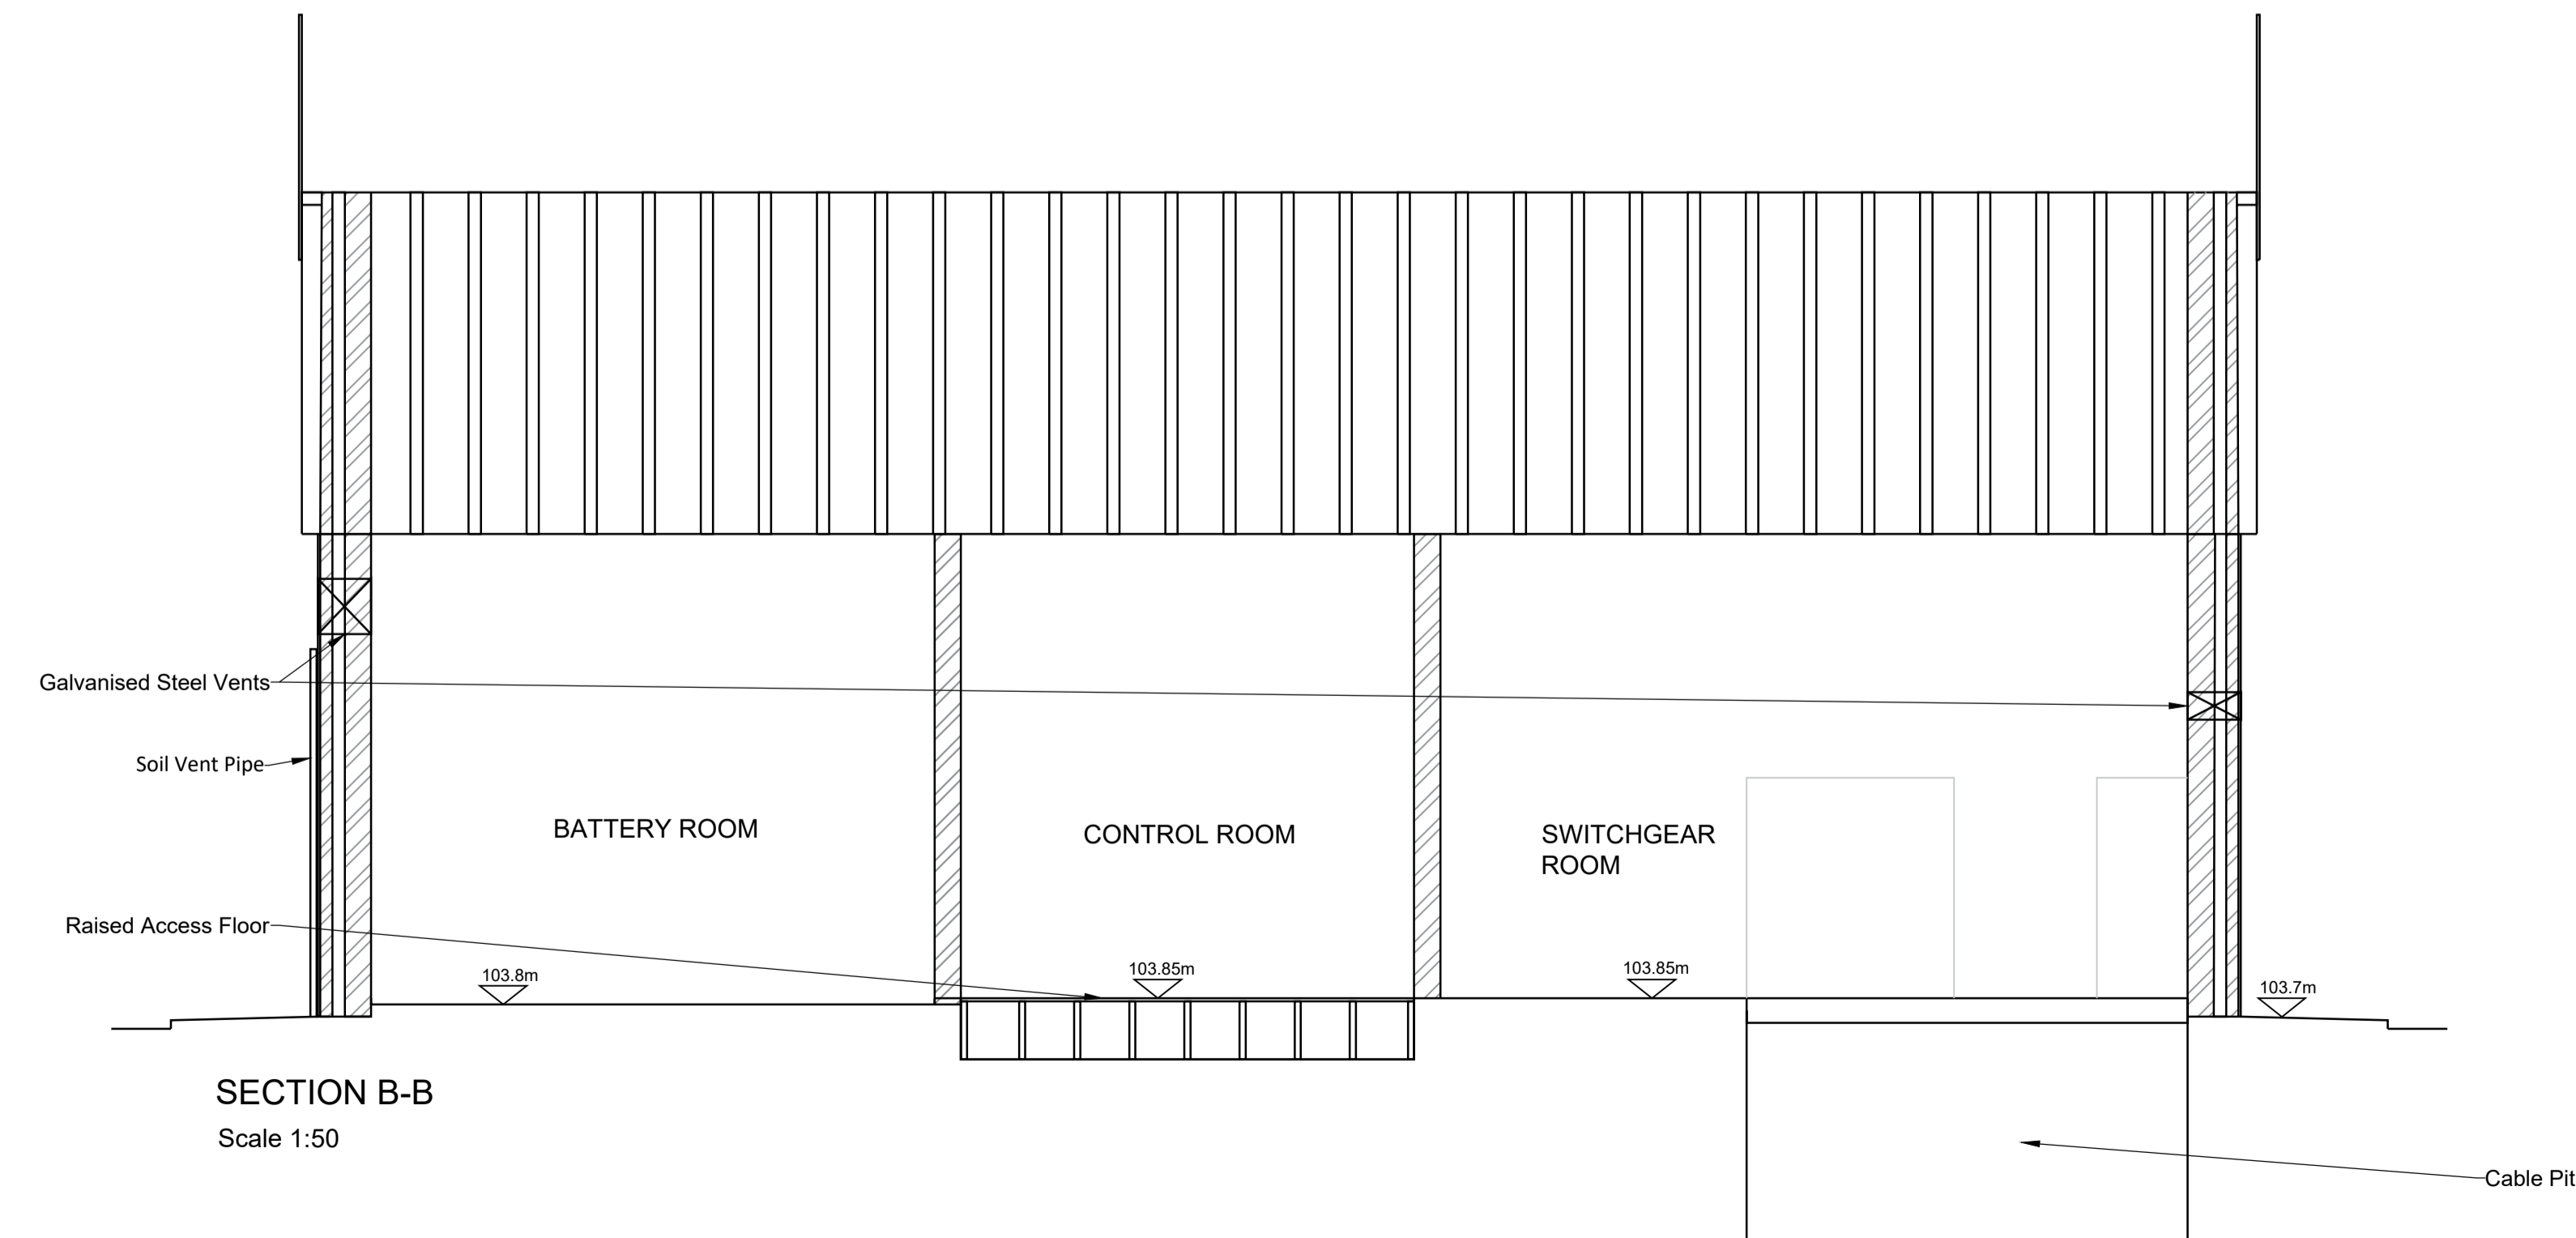 Galvanised Steel Vents
Soil Vent Pipe
BATTERY ROOM
CONTROL ROOM
SWITCHGEAR
ROOM
Raised Access Floor
103.8m
103.85m
103.85m
103.7m
SECTION B-B
Scale 1:50
Cable Pit